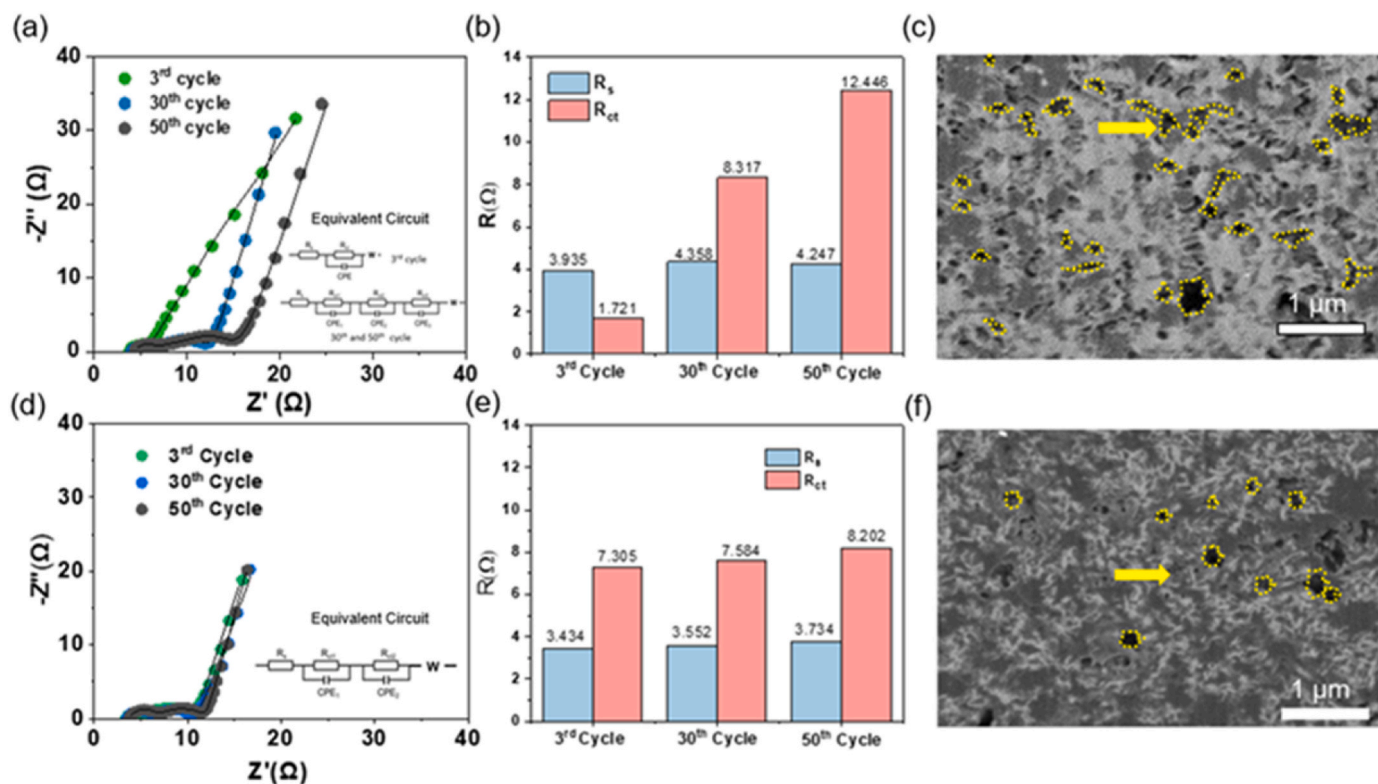 (a)
40
30
20
10
0
-Z'' (Ω)
3rd cycle
30th cycle
50th cycle
Equivalent Circuit
W
3rd cycle
CPE
W
CPE1
CPE2
30th and 50th cycle
0
10
20
30
40
Z' (Ω)
(b)
14
12
10
8
6
4
2
0
R(Ω)
Rs
Rct
3.935
1.721
4.358
8.317
4.247
12.446
3rd Cycle
30th Cycle
50th Cycle
(c)
1 μm
(d)
40
30
20
10
0
-Z''(Ω)
3rd Cycle
30th Cycle
50th Cycle
Equivalent Circuit
W
CPE1
CPE2
0
10
20
30
40
Z'(Ω)
(e)
14
12
10
8
6
4
2
0
R(Ω)
Rs
Rct
3.434
7.305
3.552
7.584
3.734
8.202
3rd Cycle
30th Cycle
50th Cycle
(f)
1 μm